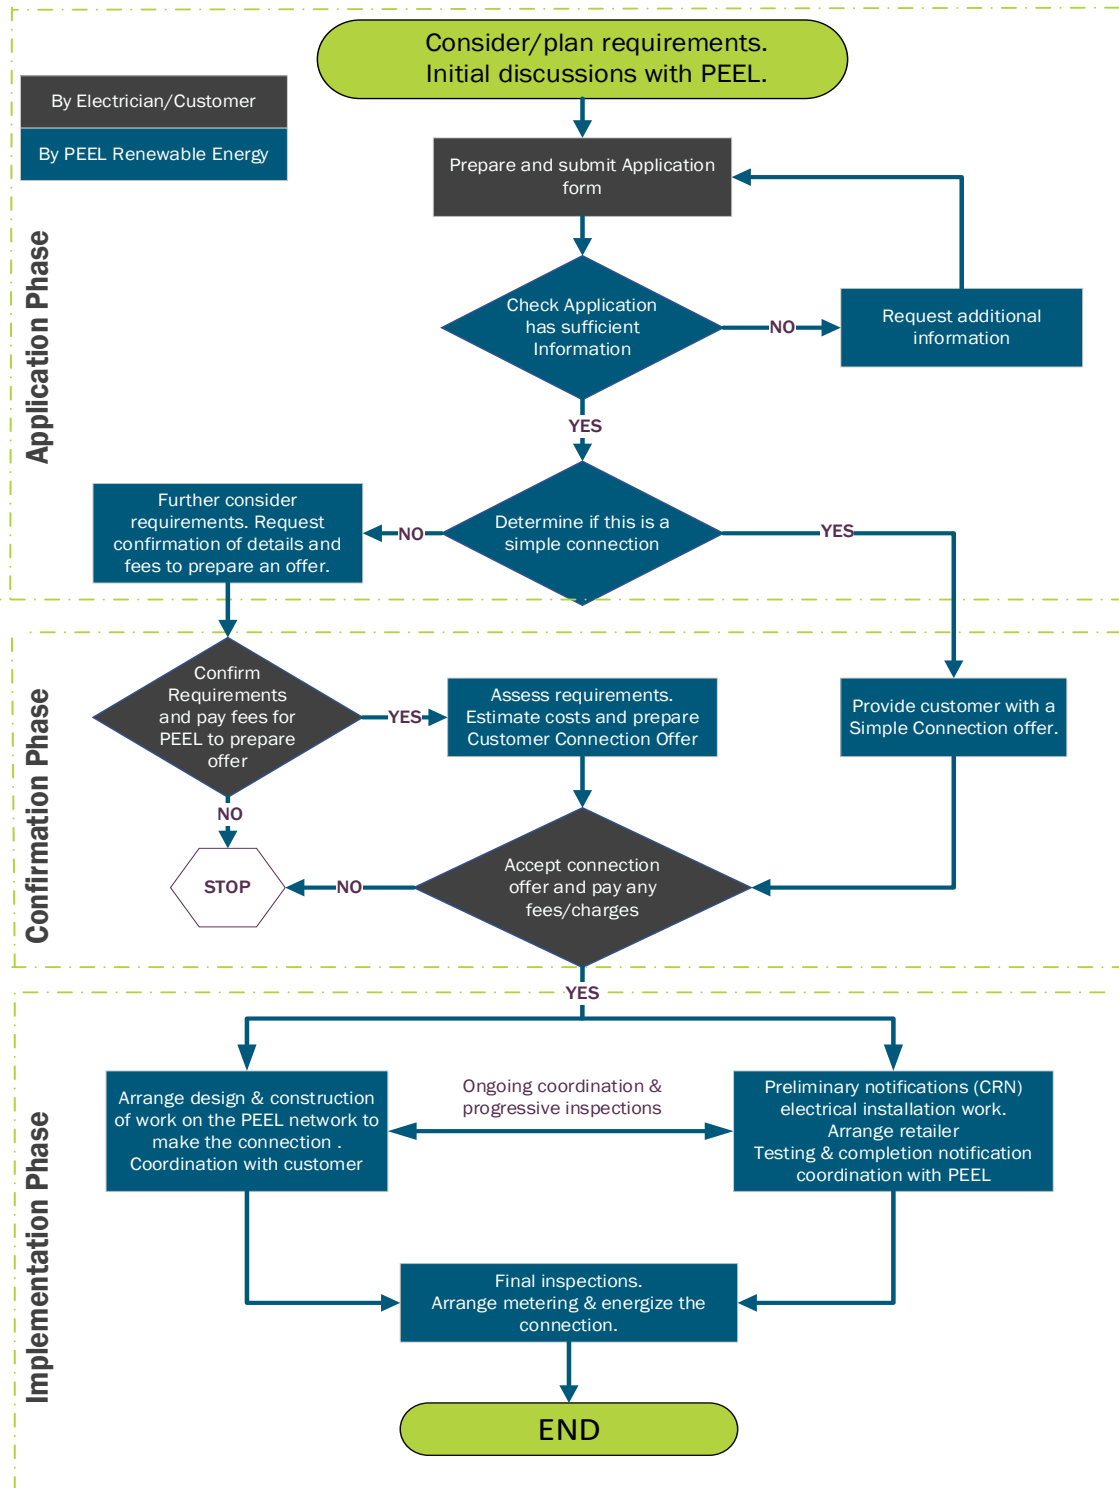 Consider/plan requirements.
Initial discussions with PEEL.
By Electrician/Customer
By PEEL Renewable Energy
Application Phase
Prepare and submit Application
form
Check Application
has sufficient
Information
NO
Request additional
information
YES
Determine if this is a
simple connection
NO
YES
Further consider
requirements. Request
confirmation of details and
fees to prepare an offer.
Confirmation Phase
Confirm
Requirements
and pay fees for
PEEL to prepare
offer
YES
Assess requirements.
Estimate costs and prepare
Customer Connection Offer
Provide customer with a
Simple Connection offer.
NO
STOP
NO
Accept connection
offer and pay any
fees/charges
YES
Implementation Phase
Arrange design & construction
of work on the PEEL network to
make the connection .
Coordination with customer
Ongoing coordination &
progressive inspections
Preliminary notifications (CRN)
electrical installation work.
Arrange retailer
Testing & completion notification
coordination with PEEL
Final inspections.
Arrange metering & energize the
connection.
END